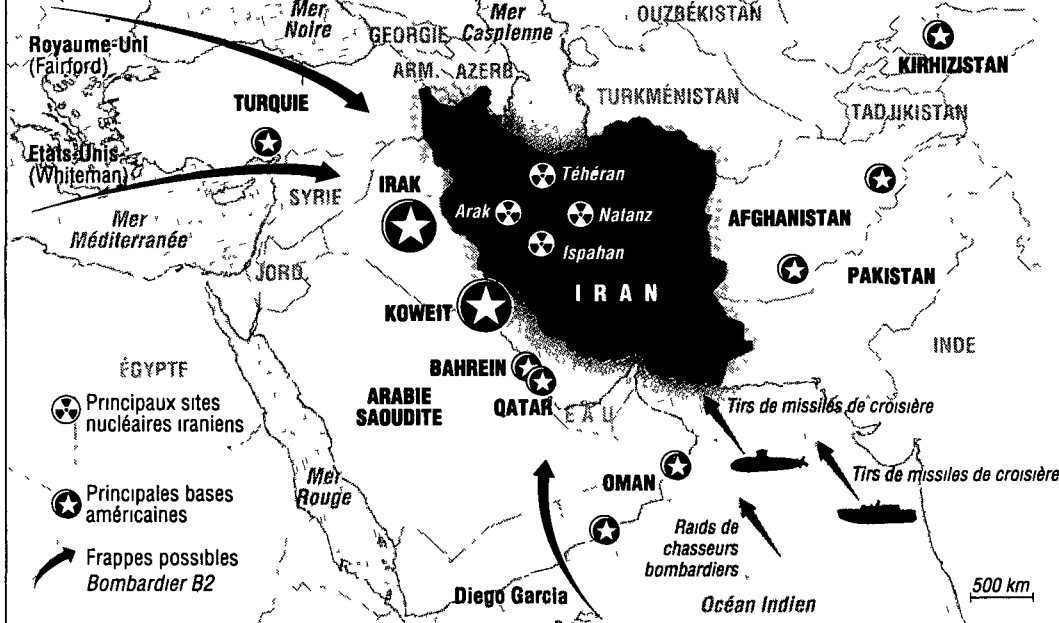 Mer
Noire
Mer
Caspienne
OUZBÉKISTAN
Royaume-Uni
(Fairford)
GEORGIE
KIRHIZISTAN
ARM.
AZERB
TURKMÉNISTAN
TURQUIE
TADJIKISTAN
Etats-Unis
(Whiteman)
Téhéran
SYRIE
IRAK
Arak
Natanz
AFGHANISTAN
Mer
Méditerranée
Ispahan
JORD.
PAKISTAN
IRAN
KOWEIT
INDE
ÉGYPTE
BAHREIN
ARABIE
SAOUDITE
QATAR
E A U
Tirs de missiles de croisière
Principaux sites
nucléaires iraniens
Mer
Rouge
Tirs de missiles de croisière
OMAN
Principales bases
américaines
Raids de
chasseurs
bombardiers
Frappes possibles
Bombardier B2
Diego Garcia
Océan Indien
500 km